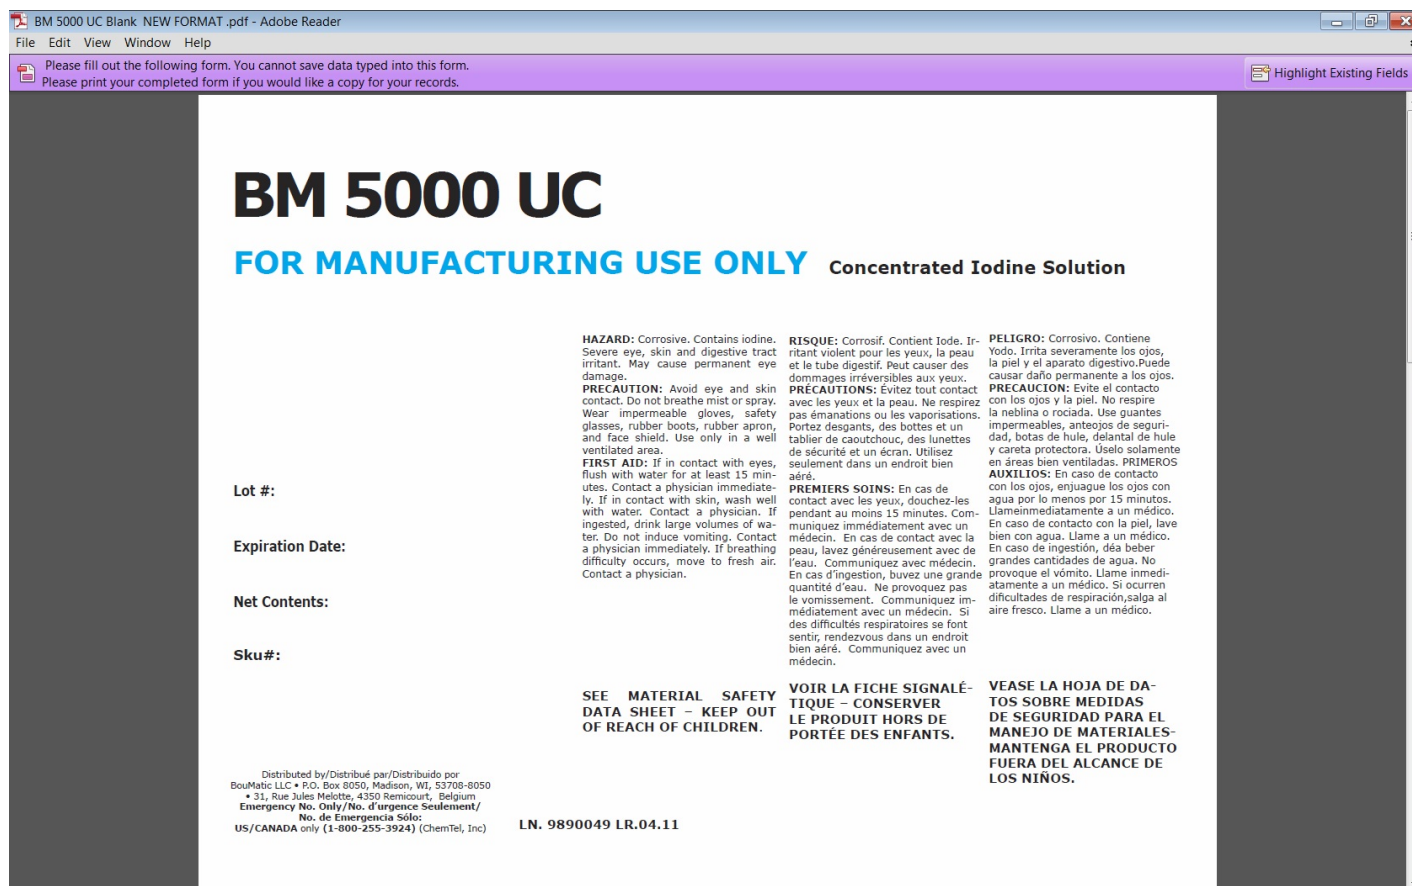 BM 5000 UC Blank  NEW FORMAT .pdf - Adobe Reader
File Edit View Window Help
Please fill out the following form. You cannot save data typed into this form.
Please print your completed form if you would like a copy for your records.
Highlight Existing Fields
BM 5000 UC
FOR MANUFACTURING USE ONLY Concentrated Iodine Solution
Lot #:
Expiration Date:
Net Contents:
Sku#:
HAZARD: Corrosive. Contains iodine.
Severe eye, skin and digestive tract
irritant. May cause permanent eye
damage.
PRECAUTION: Avoid eye and skin
contact. Do not breathe mist or spray.
Wear impermeable gloves, safety
glasses, rubber boots, rubber apron,
and face shield. Use only in a well
ventilated area.
FIRST AID: If in contact with eyes,
flush with water for at least 15 min-
utes. Contact a physician immediate-
ly. If in contact with skin, wash well
with water. Contact a physician. If
ingested, drink large volumes of wa-
ter. Do not induce vomiting. Contact
a physician immediately. If breathing
difficulty occurs, move to fresh air.
Contact a physician.
SEE MATERIAL SAFETY
DATA SHEET – KEEP OUT
OF REACH OF CHILDREN.
RISQUE: Corrosif. Contient Iode. Ir-
ritant violent pour les yeux, la peau
et le tube digestif. Peut causer des
dommages irréversibles aux yeux.
PRÉCAUTIONS: Évitez tout contact
avec les yeux et la peau. Ne respirez
pas émanations ou les vaporisations.
Portez desgants, des bottes et un
tablier de caoutchouc, des lunettes
de sécurité et un écran. Utilisez
seulement dans un endroit bien
aéré.
PREMIERS SOINS: En cas de
contact avec les yeux, douchez-les
pendant au moins 15 minutes. Com-
muniquez immédiatement avec un
médecin. En cas de contact avec la
peau, lavez généreusement avec de
l'eau. Communiquez avec médecin.
En cas d'ingestion, buvez une grande
quantité d'eau. Ne provoquez pas
le vomissement. Communiquez im-
médiatement avec un médecin. Si
des difficultés respiratoires se font
sentir, rendezvous dans un endroit
bien aéré. Communiquez avec un
médecin.
VOIR LA FICHE SIGNALÉ-
TIQUE – CONSERVER
LE PRODUIT HORS DE
PORTÉE DES ENFANTS.
PELIGRO: Corrosivo. Contiene
Yodo. Irrita severamente los ojos,
la piel y el aparato digestivo.Puede
causar daño permanente a los ojos.
PRECAUCION: Evite el contacto
con los ojos y la piel. No respire
la neblina o rociada. Use guantes
impermeables, anteojos de seguri-
dad, botas de hule, delantal de hule
y careta protectora. Úselo solamente
en áreas bien ventiladas. PRIMEROS
AUXILIOS: En caso de contacto
con los ojos, enjuague los ojos con
agua por lo menos por 15 minutos.
Llameinmediatamente a un médico.
En caso de contacto con la piel, lave
bien con agua. Llame a un médico.
En caso de ingestión, déa beber
grandes cantidades de agua. No
provoque el vómito. Llame inmedi-
atamente a un médico. Si ocurren
dificultades de respiración,salga al
aire fresco. Llame a un médico.
VEASE LA HOJA DE DA-
TOS SOBRE MEDIDAS
DE SEGURIDAD PARA EL
MANEJO DE MATERIALES-
MANTENGA EL PRODUCTO
FUERA DEL ALCANCE DE
LOS NIÑOS.
Distributed by/Distribué par/Distribuido por
BouMatic LLC • P.O. Box 8050, Madison, WI, 53708-8050
• 31, Rue Jules Melotte, 4350 Remicourt, Belgium
Emergency No. Only/No. d'urgence Seulement/
No. de Emergencia Sólo:
US/CANADA only (1-800-255-3924) (ChemTel, Inc)
LN. 9890049 LR.04.11